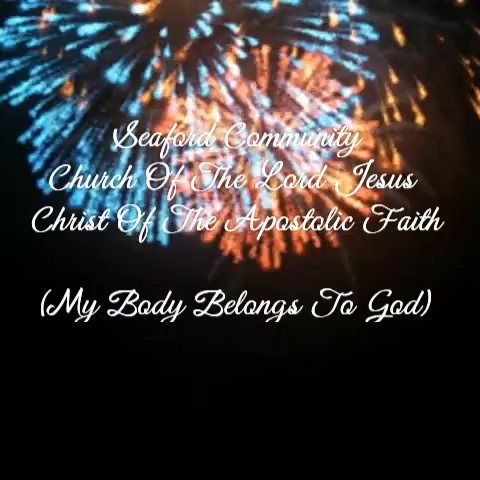 Seaford Community
Church Of The Lord Jesus
Christ Of The Apostolic Faith
(My Body Belongs To God)